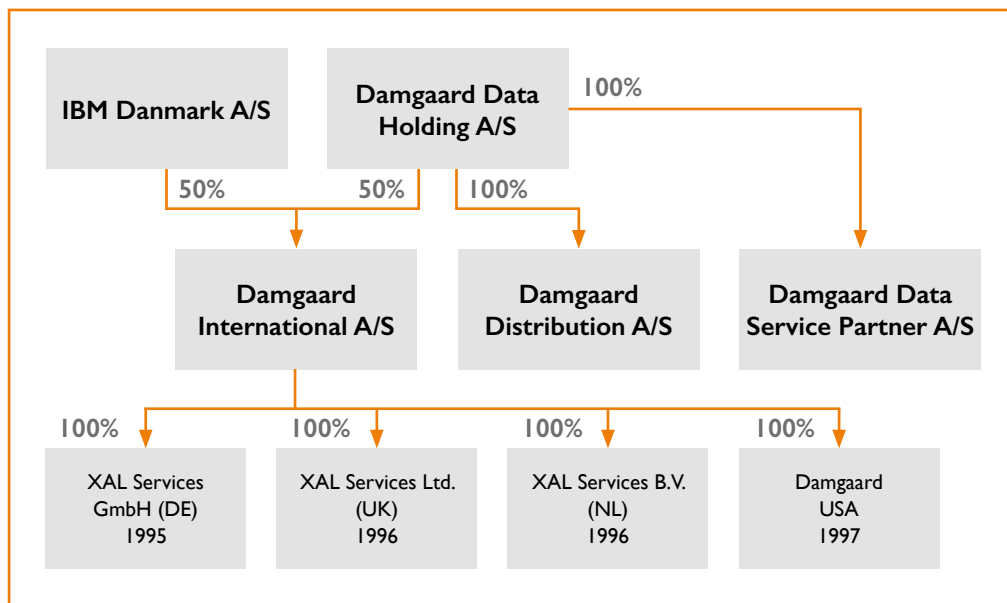 IBM Danmark A/S
Damgaard Data
Holding A/S
100%
50%
50%
100%
Damgaard
International A/S
Damgaard
Distribution A/S
Damgaard Data
Service Partner A/S
100%
100%
100%
100%
XAL Services
GmbH (DE)
1995
XAL Services Ltd.
(UK)
1996
XAL Services B.V.
(NL)
1996
Damgaard
USA
1997